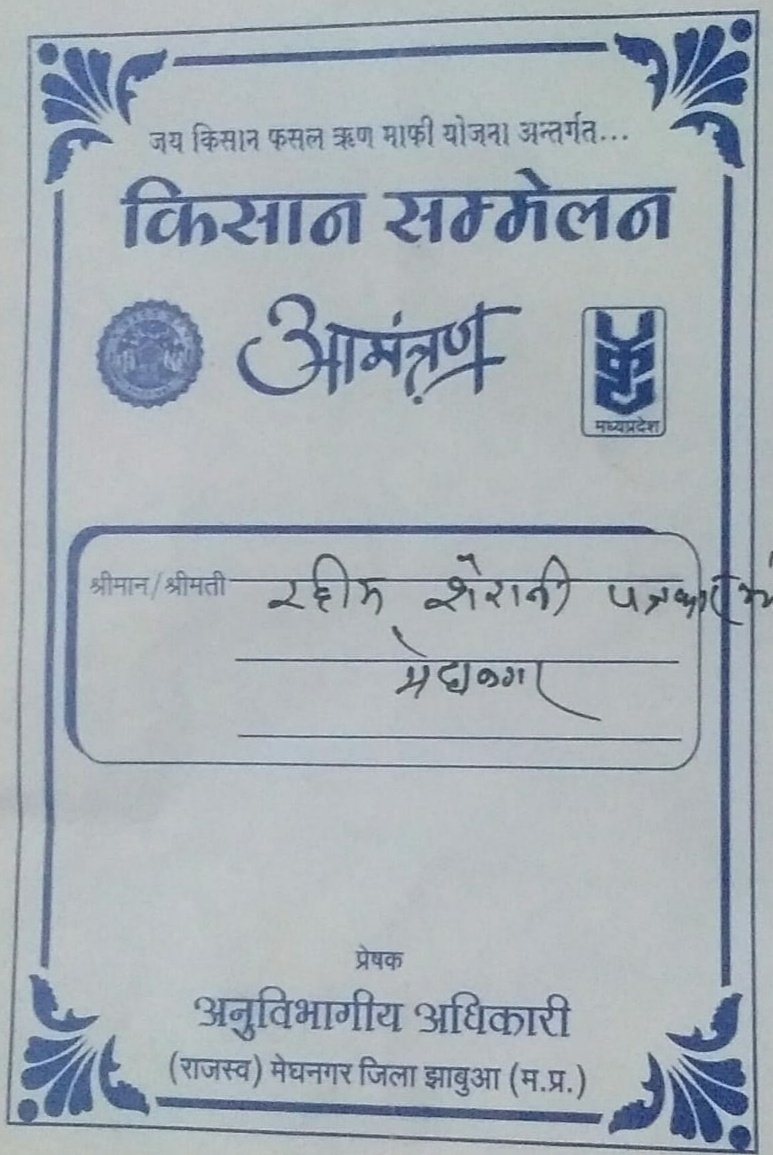 जय किसान फसल ऋण माफी योजना अन्तर्गत...
किसान सम्मेलन
आमंत्रण
मध्यप्रदेश
श्रीमान/श्रीमती रहीम शेरानी पत्रकार
मेघनगर
प्रेषक
अनुविभागीय अधिकारी
(राजस्व) मेघनगर जिला झाबुआ (म.प्र.)